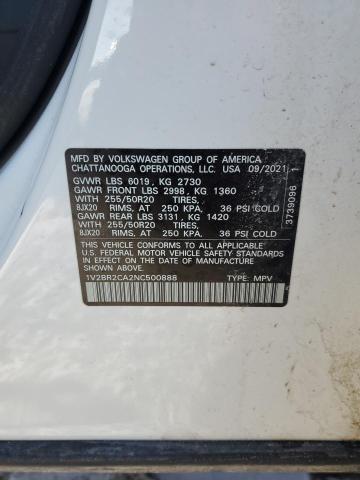 MFD BY VOLKSWAGEN GROUP OF AMERICA
CHATTANOOGA OPERATIONS, LLC. USA 09/2021
GVWR LBS 6019, KG 2730
GAWR FRONT LBS 2998, KG 1360
WITH 255/50R20 TIRES,
8JX20 RIMS, AT 250 KPA, 36 PSI COLD
GAWR REAR LBS 3131, KG 1420
WITH 255/50R20 TIRES,
8JX20 RIMS, AT 250 KPA, 36 PSI COLD
THIS VEHICLE CONFORMS TO ALL APPLICABLE
U.S. FEDERAL MOTOR VEHICLE SAFETY STANDARDS IN
EFFECT ON THE DATE OF MANUFACTURE SHOWN ABOVE.
1V2BR2CA2NC500888 TYPE: MPV
3739096 1